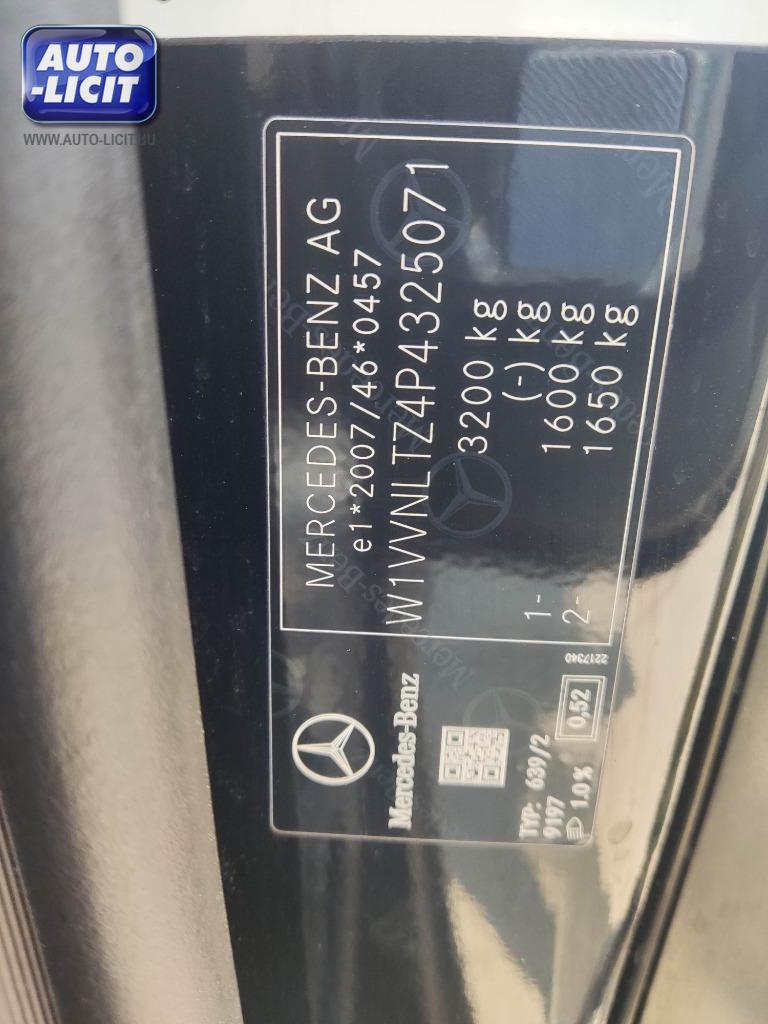 AUTO
-LICIT
WWW.AUTO-LICIT.HU
MERCEDES-BENZ AG
e1*2007/46*0457
W1VVNLTZ4P4325071
3200 kg
(-) kg
1- 1600 kg
2- 1650 kg
Mercedes-Benz
TYP: 639/2
9197
1.0 %
0,52
2217340